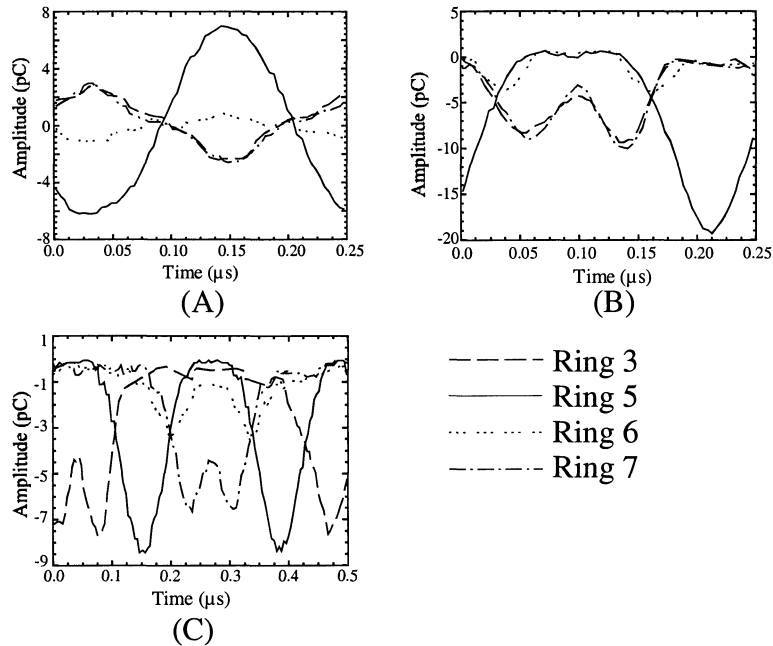 8
4
0
-4
-8
Amplitude (pC)
0.0 0.05 0.10 0.15 0.20 0.25
Time (µs)
(A)
5
0
-5
-10
-15
-20
Amplitude (pC)
0.0 0.05 0.10 0.15 0.20 0.25
Time (µs)
(B)
1
-1
-3
-5
-7
-9
Amplitude (pC)
0.0 0.1 0.2 0.3 0.4 0.5
Time (µs)
(C)
Ring 3
Ring 5
Ring 6
Ring 7